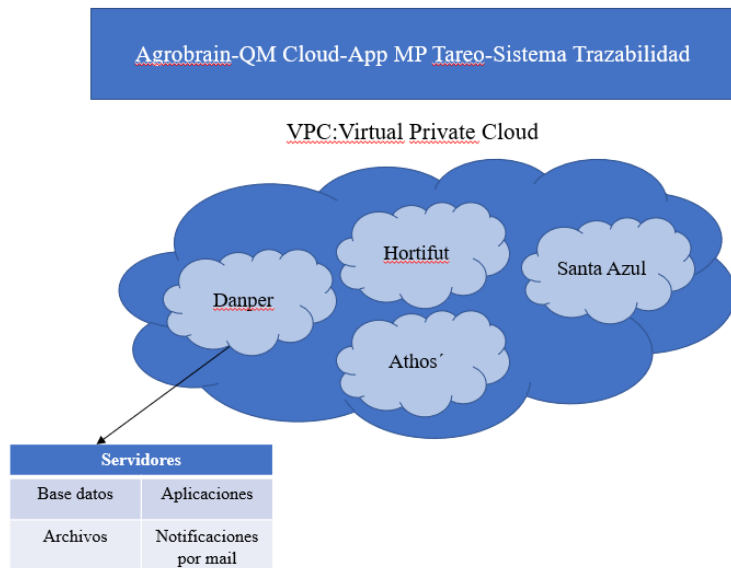 Agrobrain-QM Cloud-App MP Tareo-Sistema Trazabilidad
VPC:Virtual Private Cloud
Hortifut
Santa Azul
Danper
Athos´
Servidores
Base datos
Aplicaciones
Archivos
Notificaciones
por mail